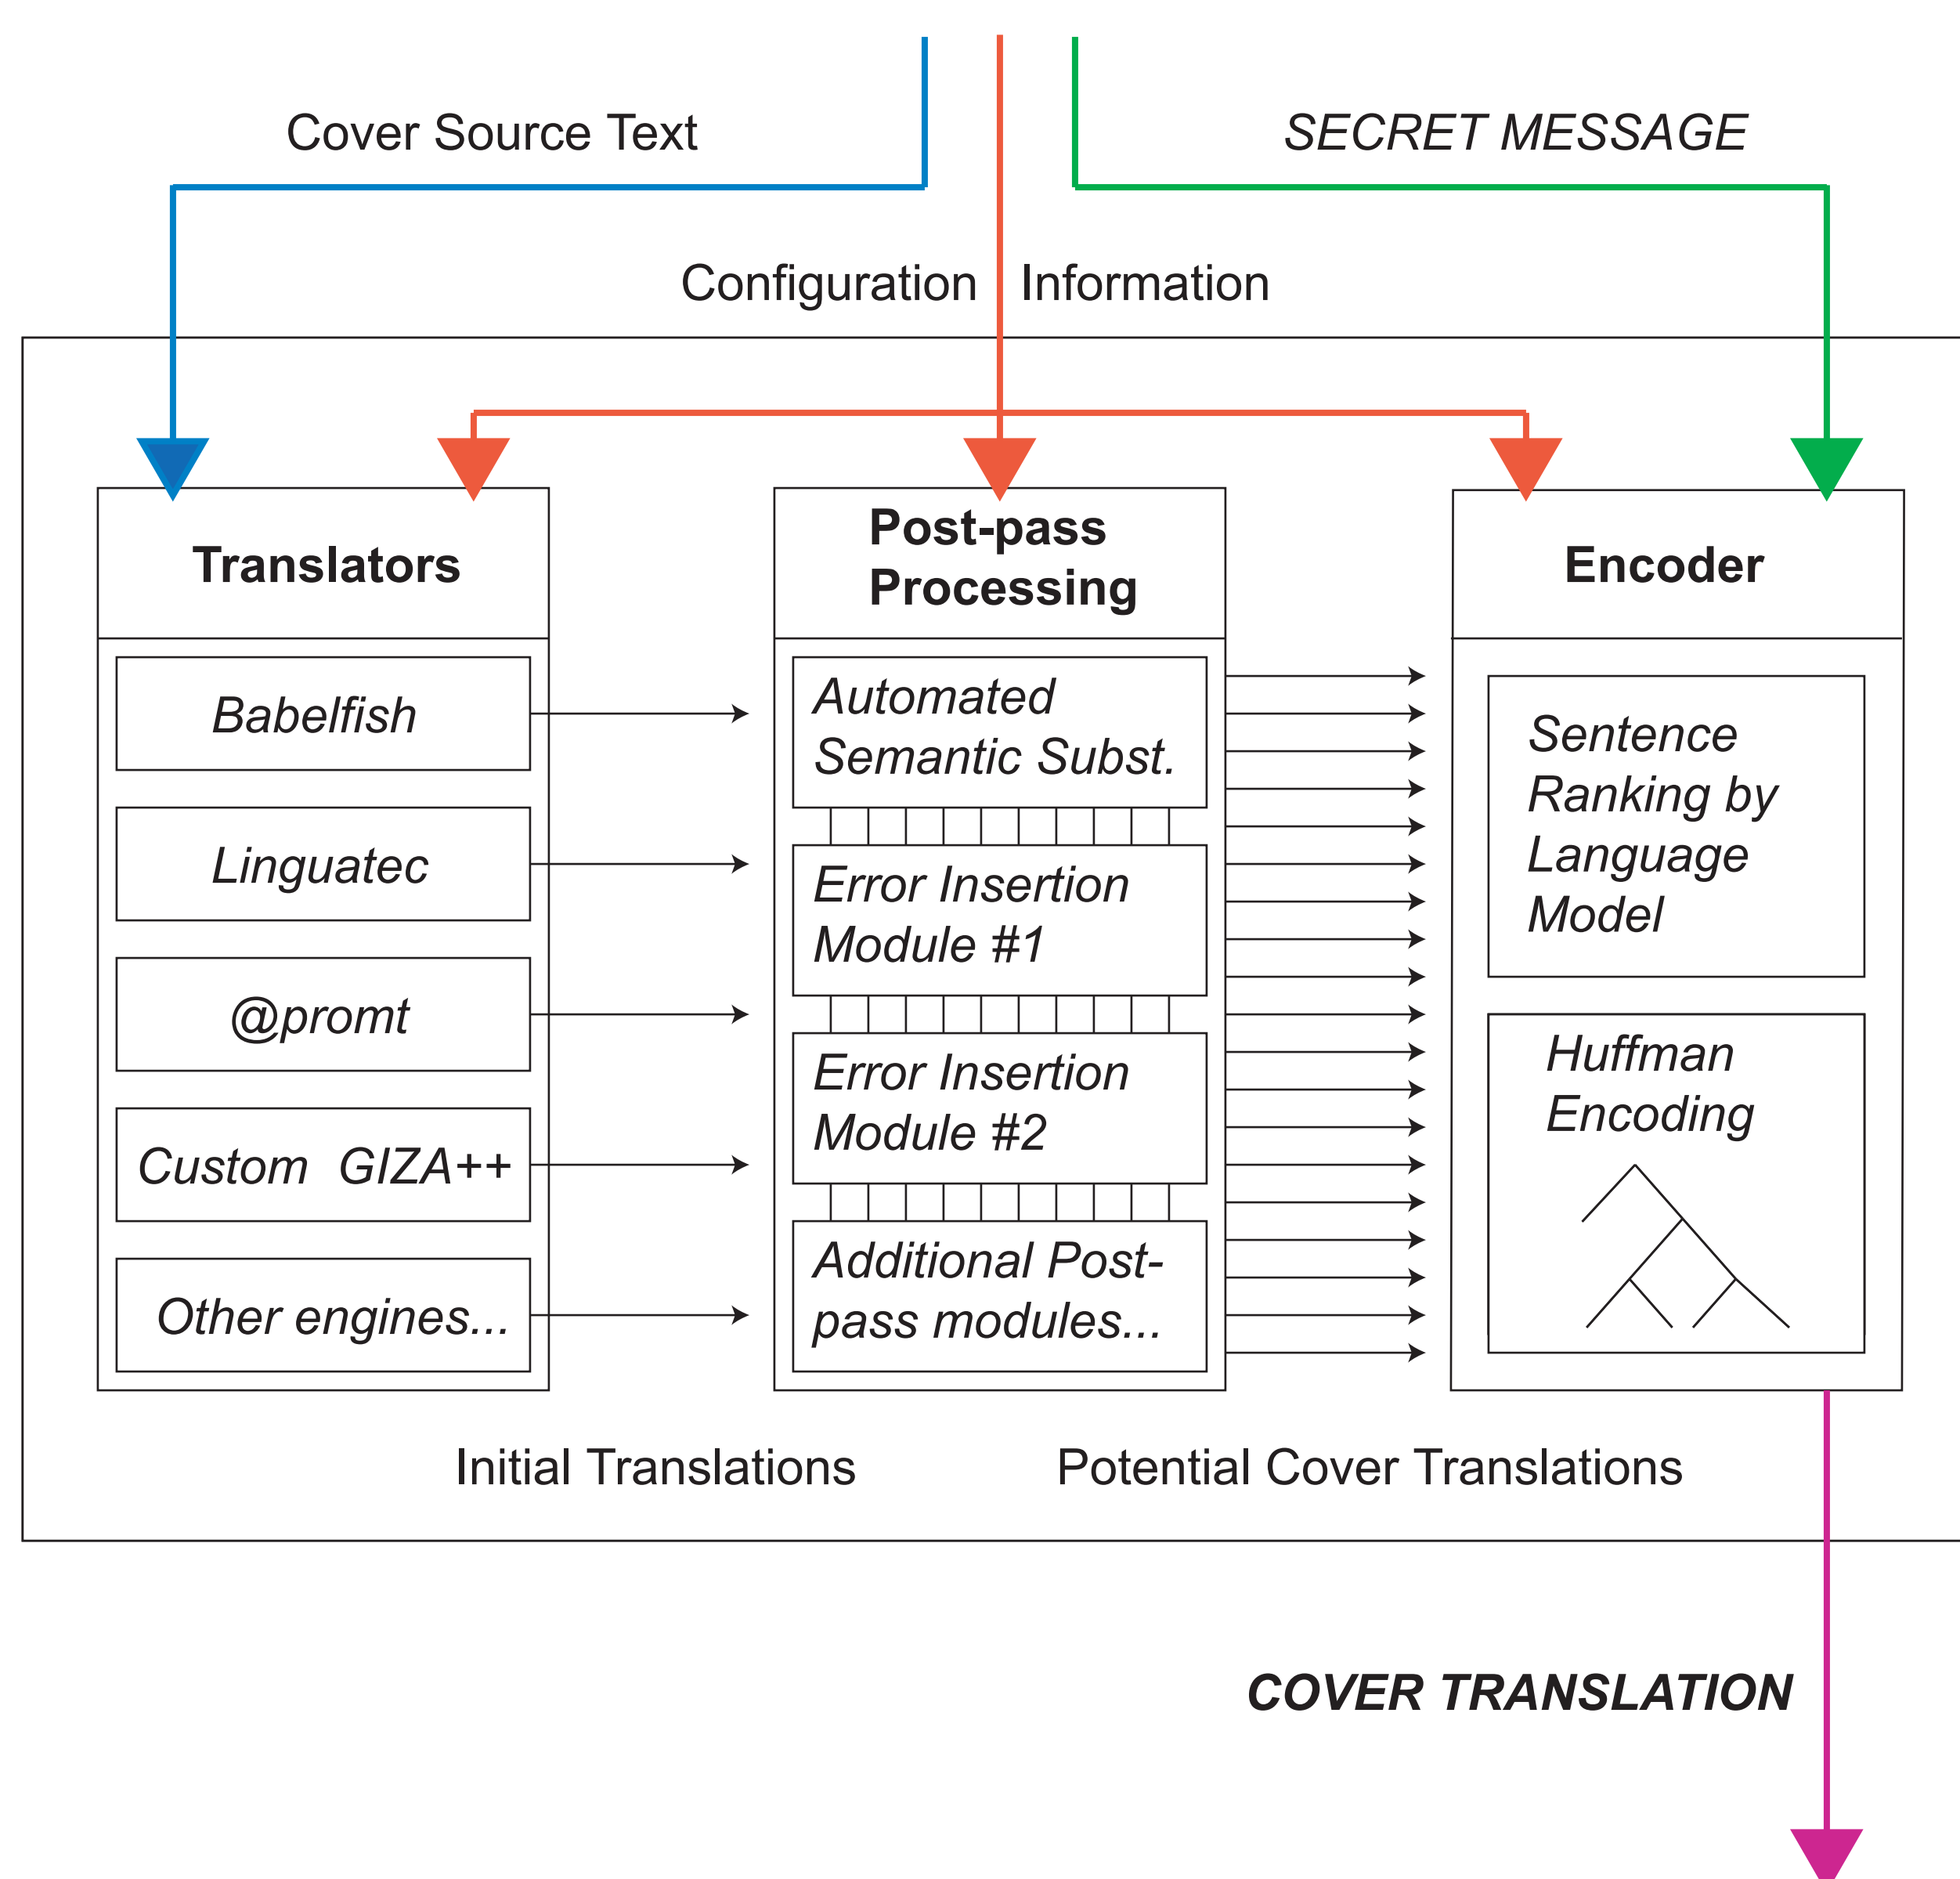 Cover Source Text
SECRET MESSAGE
Configuration Information
Translators
Post-pass
Processing
Encoder
Babelfish
Linguatec
@promt
Custom GIZA++
Other engines...
Automated
Semantic Subst.
Error Insertion
Module #1
Error Insertion
Module #2
Additional Post-
pass modules...
Sentence
Ranking by
Language
Model
Huffman
Encoding
Initial Translations
Potential Cover Translations
COVER TRANSLATION